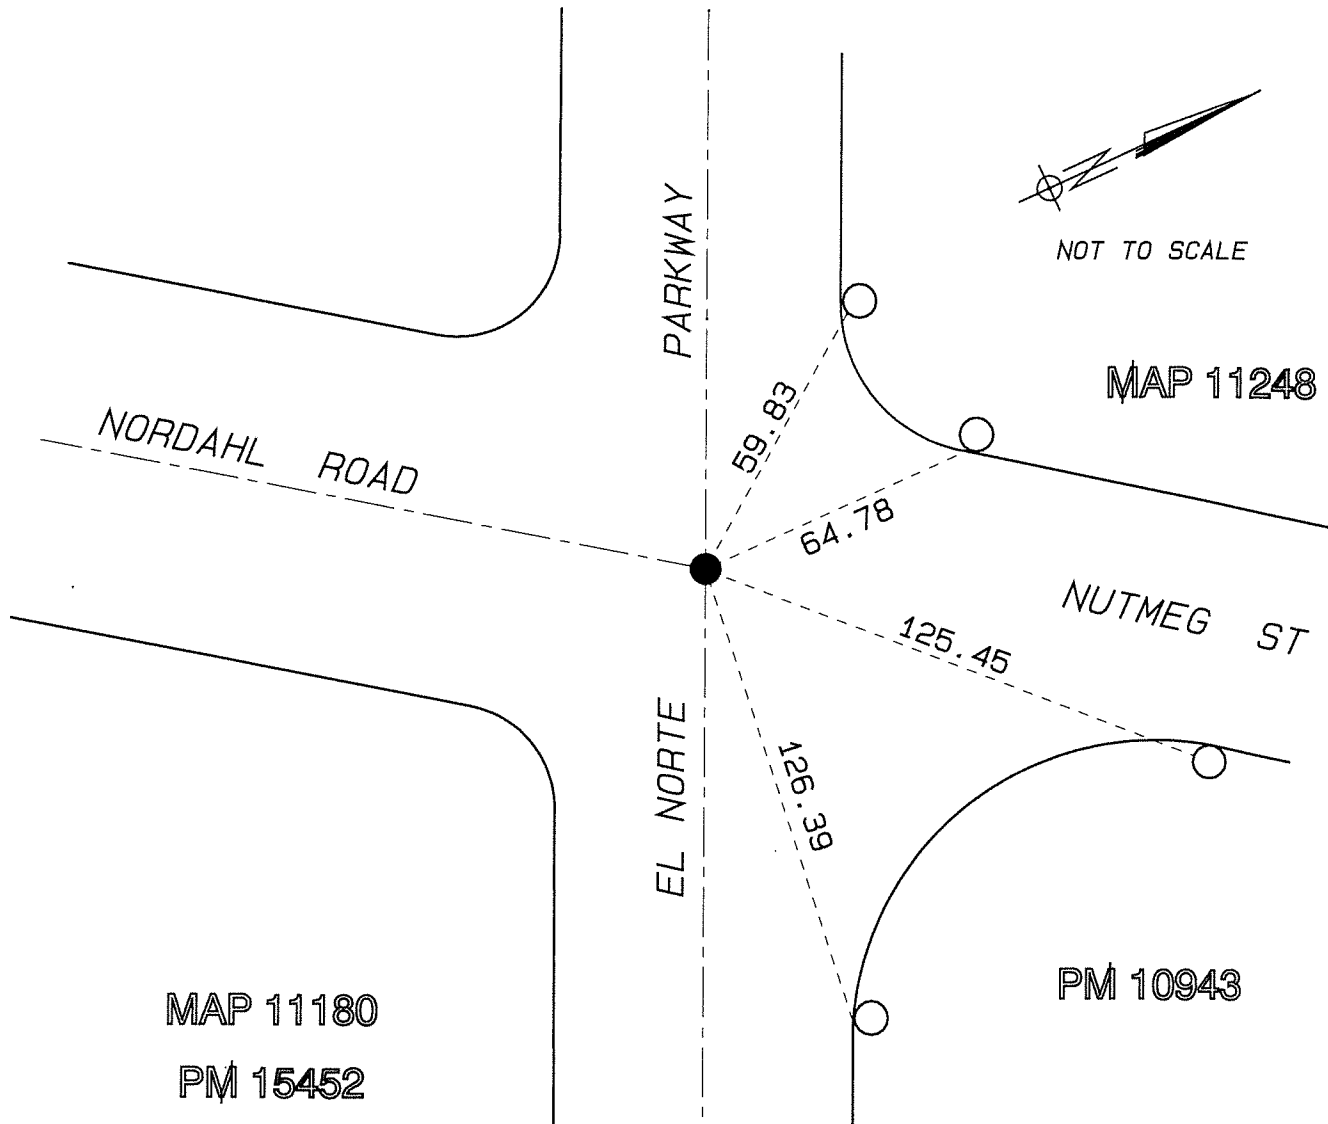 PARKWAY
N
NOT TO SCALE
MAP 11248
NORDAHL ROAD
59.83
64.78
NUTMEG ST
125.45
EL NORTE
126.39
PM 10943
MAP 11180
PM 15452